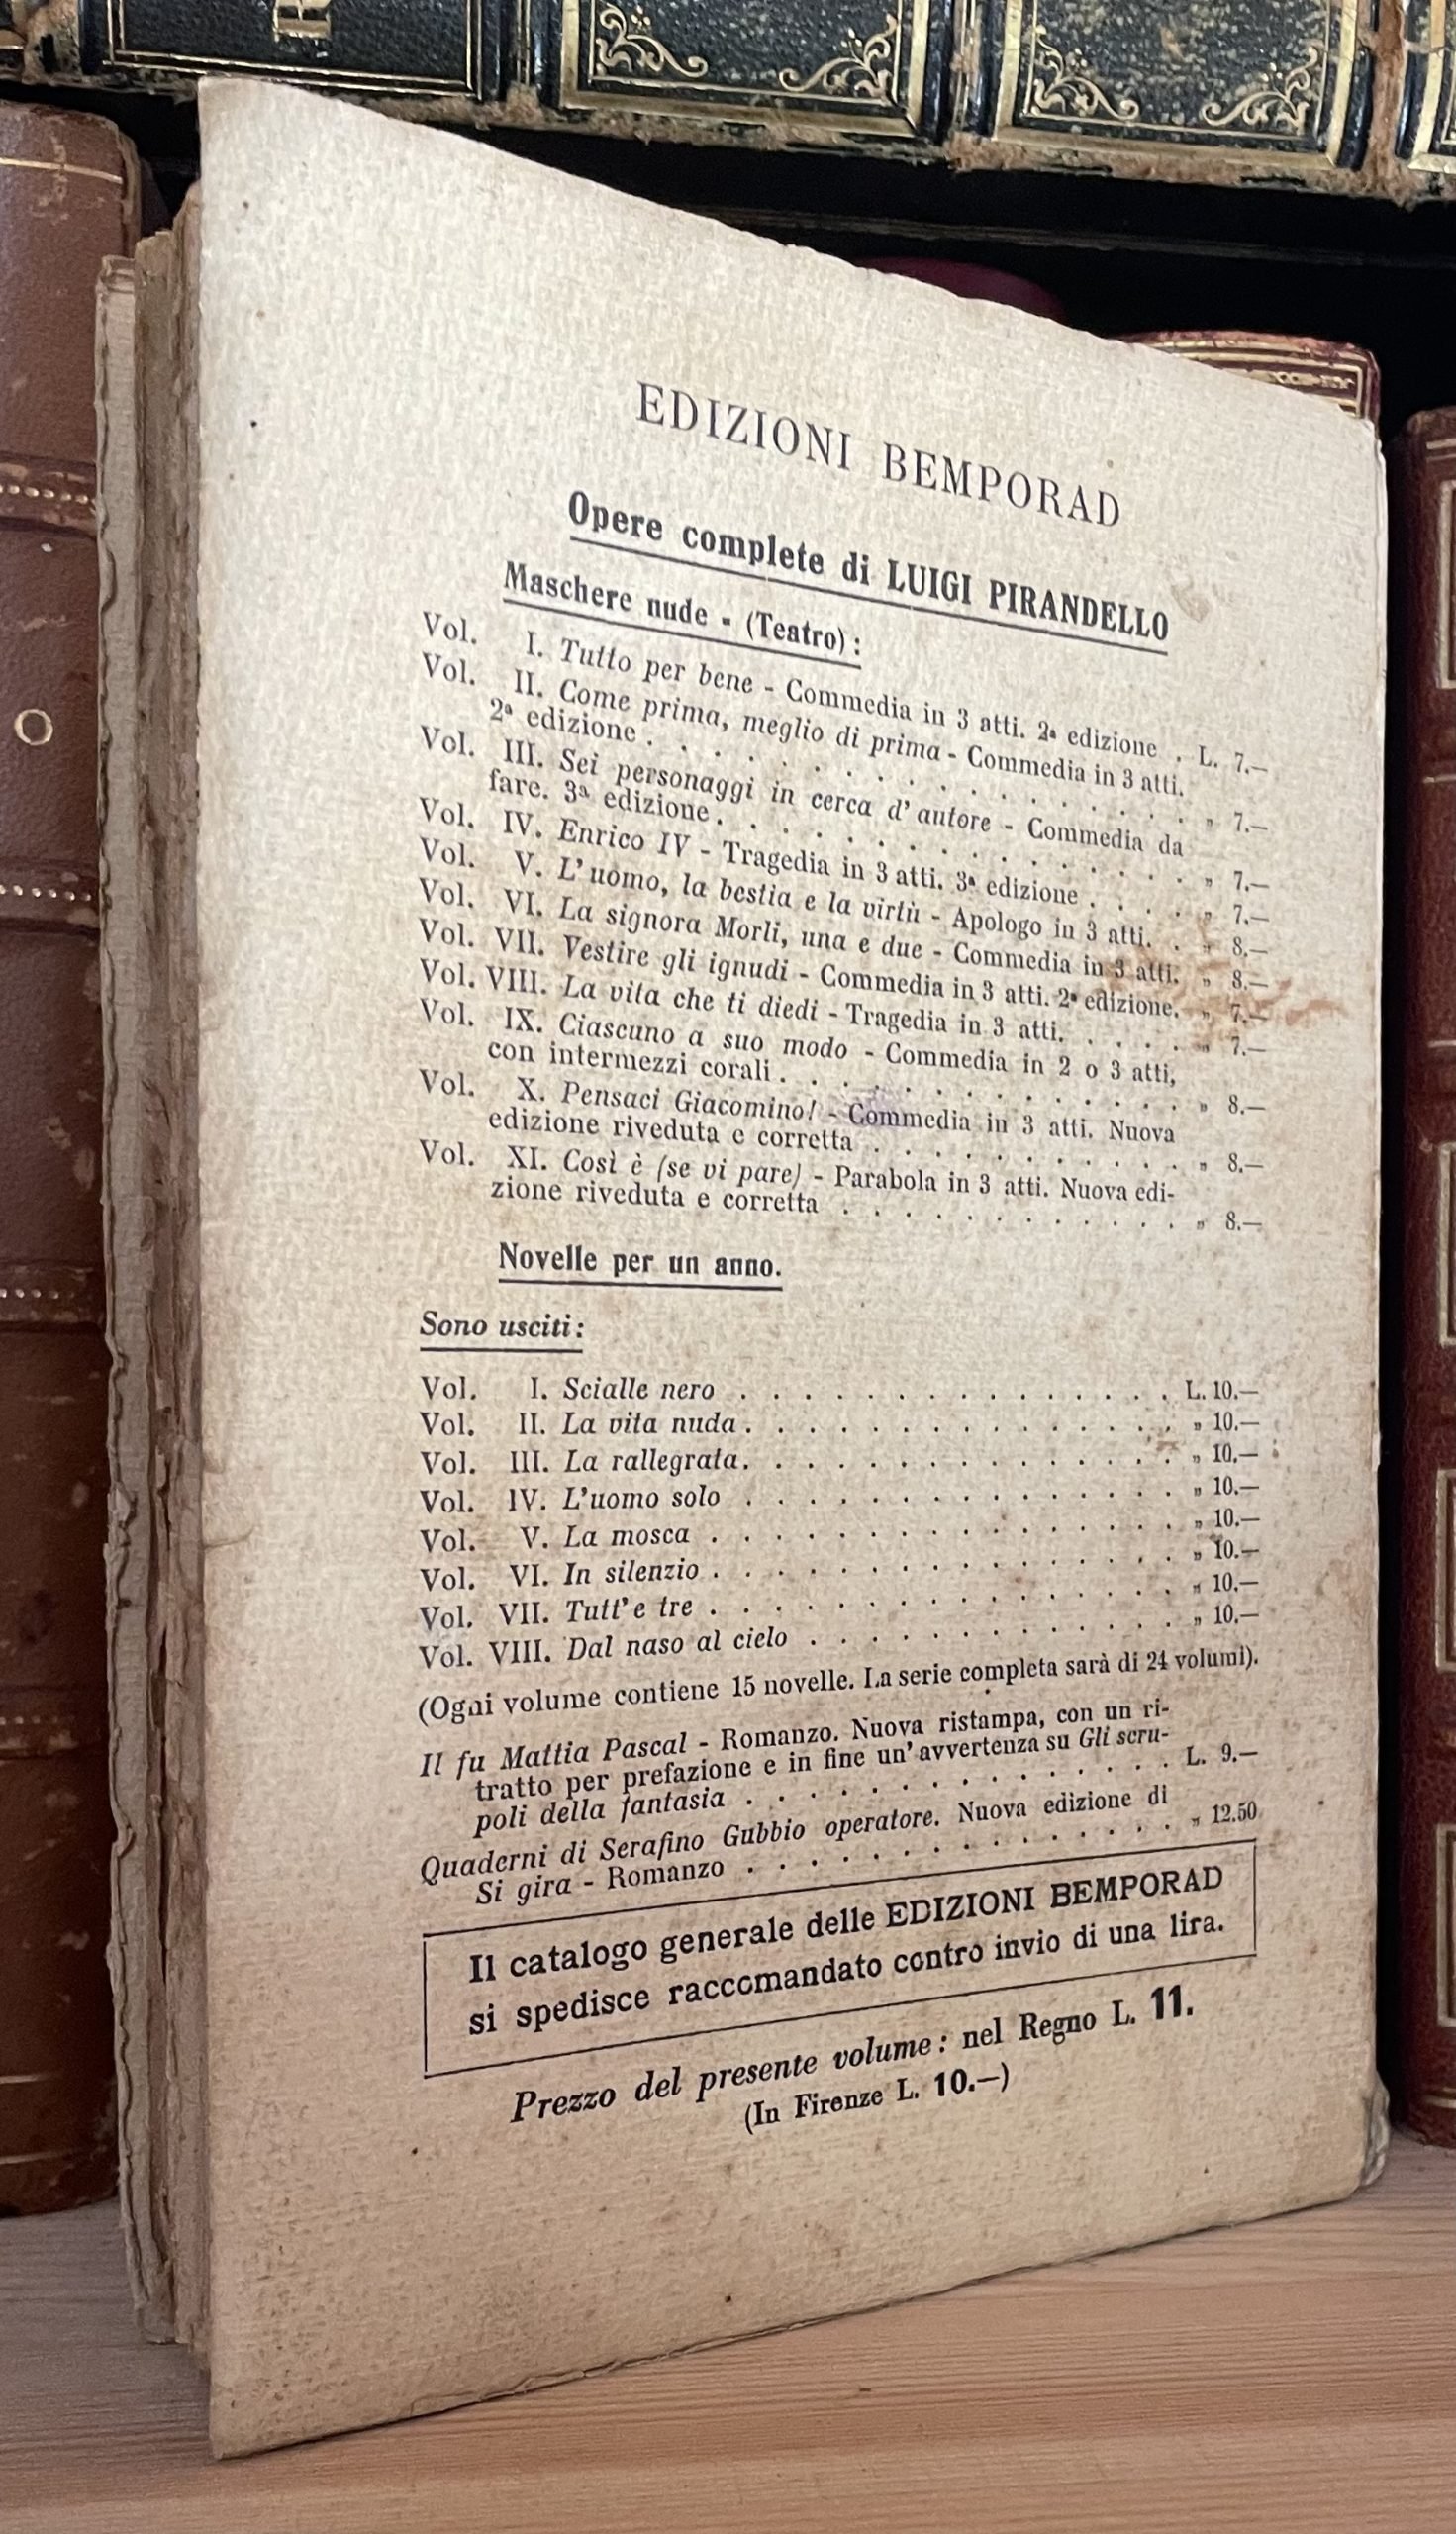 EDIZIONI BEMPORAD
Opere complete di LUIGI PIRANDELLO
Maschere nude - (Teatro):
Vol. I. Tutto per bene - Commedia in 3 atti. 2ª edizione . L. 7.—
Vol. II. Come prima, meglio di prima - Commedia in 3 atti.
2ª edizione . . . . . . . . . . . . . . . . . „ 7.—
Vol. III. Sei personaggi in cerca d'autore - Commedia da
fare. 3ª edizione . . . . . . . . . . . . . . . „ 7.—
Vol. IV. Enrico IV - Tragedia in 3 atti. 3ª edizione . . . . „ 7.—
Vol. V. L'uomo, la bestia e la virtù - Apologo in 3 atti. . „ 8.—
Vol. VI. La signora Morli, una e due - Commedia in 3 atti. „ 8.—
Vol. VII. Vestire gli ignudi - Commedia in 3 atti. 2ª edizione. „ 7.—
Vol. VIII. La vita che ti diedi - Tragedia in 3 atti. . . . . „ 7.—
Vol. IX. Ciascuno a suo modo - Commedia in 2 o 3 atti,
con intermezzi corali . . . . . . . . . . . . . „ 8.—
Vol. X. Pensaci Giacomino! - Commedia in 3 atti. Nuova
edizione riveduta e corretta . . . . . . . . . . . „ 8.—
Vol. XI. Così è (se vi pare) - Parabola in 3 atti. Nuova edi-
zione riveduta e corretta . . . . . . . . . . . . „ 8.—
Novelle per un anno.
Sono usciti:
Vol. I. Scialle nero . . . . . . . . . . . . . . . L. 10.—
Vol. II. La vita nuda . . . . . . . . . . . . . . . „ 10.—
Vol. III. La rallegrata. . . . . . . . . . . . . . . „ 10.—
Vol. IV. L'uomo solo . . . . . . . . . . . . . . . „ 10.—
Vol. V. La mosca . . . . . . . . . . . . . . . . „ 10.—
Vol. VI. In silenzio . . . . . . . . . . . . . . . . „ 10.—
Vol. VII. Tutt'e tre . . . . . . . . . . . . . . . . „ 10.—
Vol. VIII. Dal naso al cielo . . . . . . . . . . . . . „ 10.—
(Ogni volume contiene 15 novelle. La serie completa sarà di 24 volumi).
Il fu Mattia Pascal - Romanzo. Nuova ristampa, con un ri-
tratto per prefazione e in fine un'avvertenza su Gli scru-
poli della fantasia . . . . . . . . . . . . . . L. 9.—
Quaderni di Serafino Gubbio operatore. Nuova edizione di
Si gira - Romanzo . . . . . . . . . . . . . . . „ 12.50
Il catalogo generale delle EDIZIONI BEMPORAD
si spedisce raccomandato contro invio di una lira.
Prezzo del presente volume: nel Regno L. 11.
(In Firenze L. 10.—)